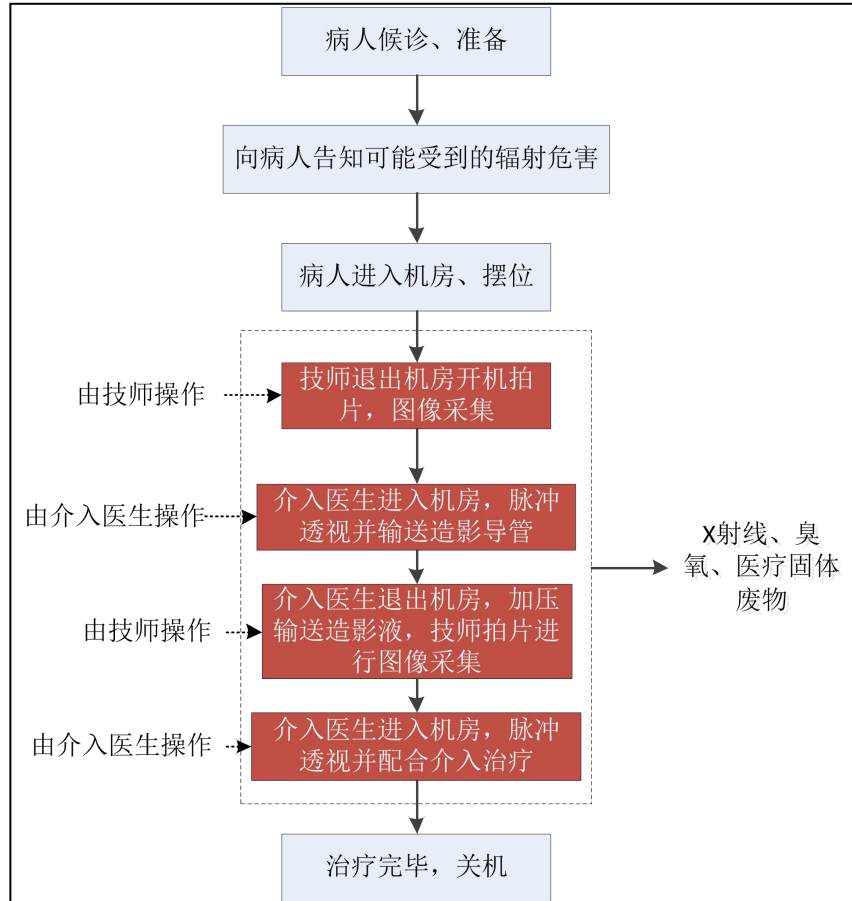 病人候诊、准备
向病人告知可能受到的辐射危害
病人进入机房、摆位
由技师操作
技师退出机房开机拍
片，图像采集
由介入医生操作
介入医生进入机房，脉冲
透视并输送造影导管
X射线、臭
氧、医疗固体
废物
由技师操作
介入医生退出机房，加压
输送造影液，技师拍片进
行图像采集
由介入医生操作
介入医生进入机房，脉冲
透视并配合介入治疗
治疗完毕，关机